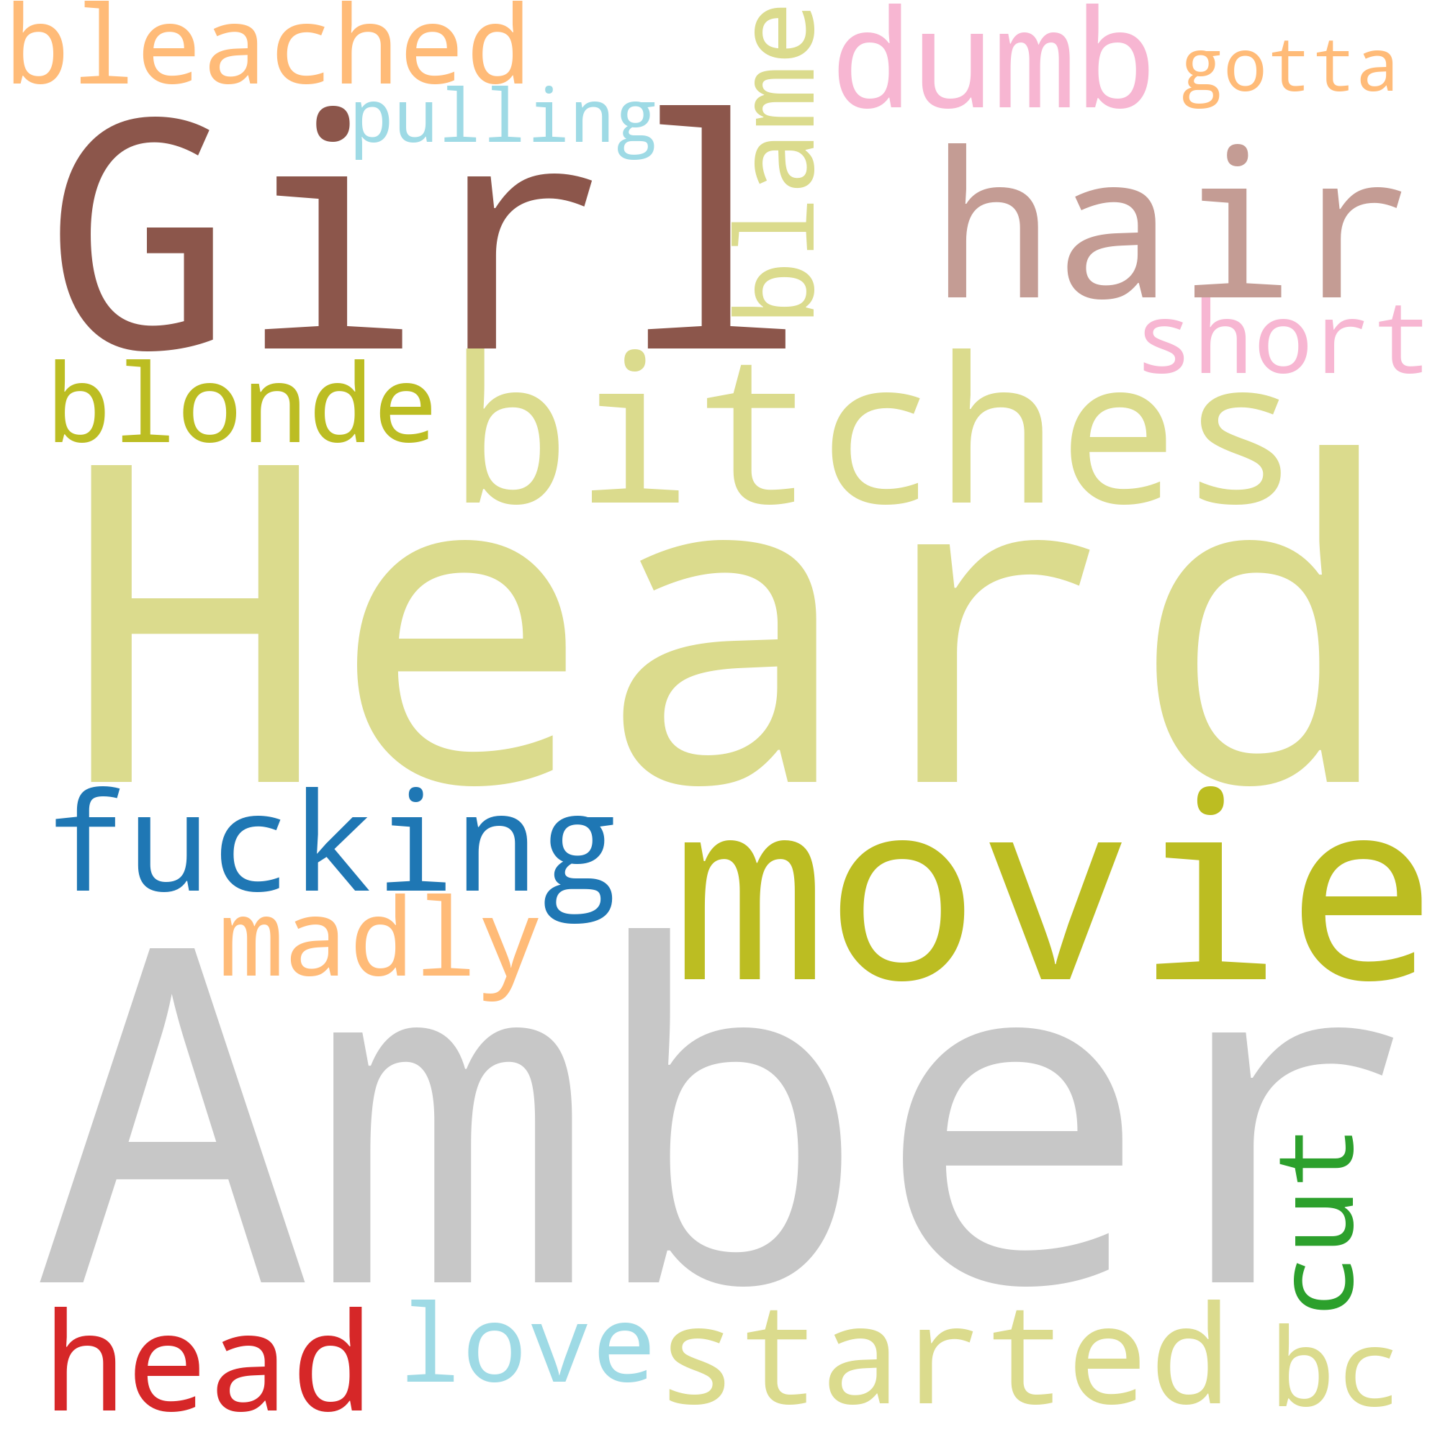 bleached
dumb
gotta
pulling
blame
Girl
hair
short
blonde
bitches
Heard
fucking
movie
madly
Amber
cut
head
love
started
bc